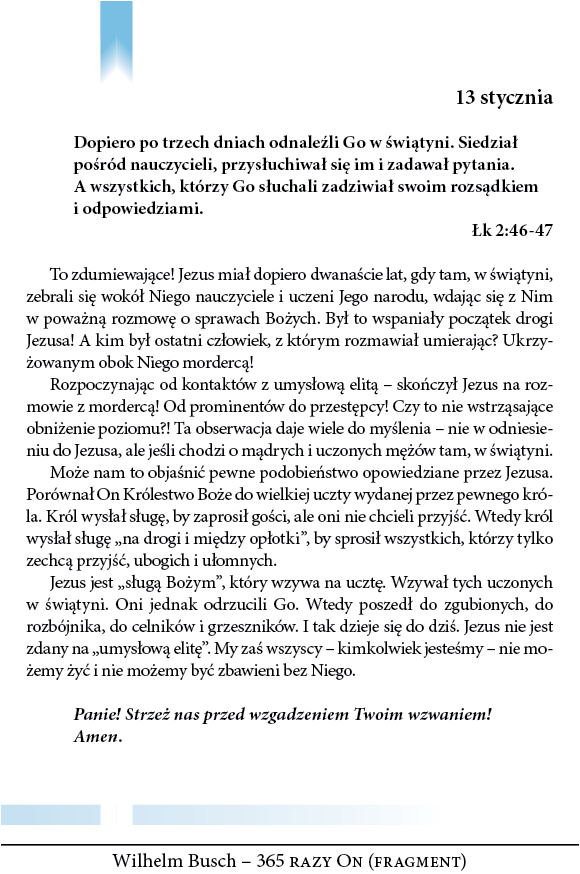 13 stycznia
Dopiero po trzech dniach odnaleźli Go w świątyni. Siedział
pośród nauczycieli, przysłuchiwał się im i zadawał pytania.
A wszystkich, którzy Go słuchali zadziwiał swoim rozsądkiem
i odpowiedziami.
Łk 2:46-47
To zdumiewające! Jezus miał dopiero dwanaście lat, gdy tam, w świątyni,
zebrali się wokół Niego nauczyciele i uczeni Jego narodu, wdając się z Nim
w poważną rozmowę o sprawach Bożych. Był to wspaniały początek drogi
Jezusa! A kim był ostatni człowiek, z którym rozmawiał umierając? Ukrzy-
żowanym obok Niego mordercą!
Rozpoczynając od kontaktów z umysłową elitą – skończył Jezus na roz-
mowie z mordercą! Od prominentów do przestępcy! Czy to nie wstrząsające
obniżenie poziomu?! Ta obserwacja daje wiele do myślenia – nie w odniesie-
niu do Jezusa, ale jeśli chodzi o mądrych i uczonych mężów tam, w świątyni.
Może nam to objaśnić pewne podobieństwo opowiedziane przez Jezusa.
Porównał On Królestwo Boże do wielkiej uczty wydanej przez pewnego kró-
la. Król wysłał sługę, by zaprosił gości, ale oni nie chcieli przyjść. Wtedy król
wysłał sługę „na drogi i między opłotki”, by sprosił wszystkich, którzy tylko
zechcą przyjść, ubogich i ułomnych.
Jezus jest „sługą Bożym”, który wzywa na ucztę. Wzywał tych uczonych
w świątyni. Oni jednak odrzucili Go. Wtedy poszedł do zgubionych, do
rozbójnika, do celników i grzeszników. I tak dzieje się do dziś. Jezus nie jest
zdany na „umysłową elitę”. My zaś wszyscy – kimkolwiek jesteśmy – nie mo-
żemy żyć i nie możemy być zbawieni bez Niego.
Panie! Strzeż nas przed wzgadzeniem Twoim wzwaniem!
Amen.
Wilhelm Busch – 365 razy On (fragment)